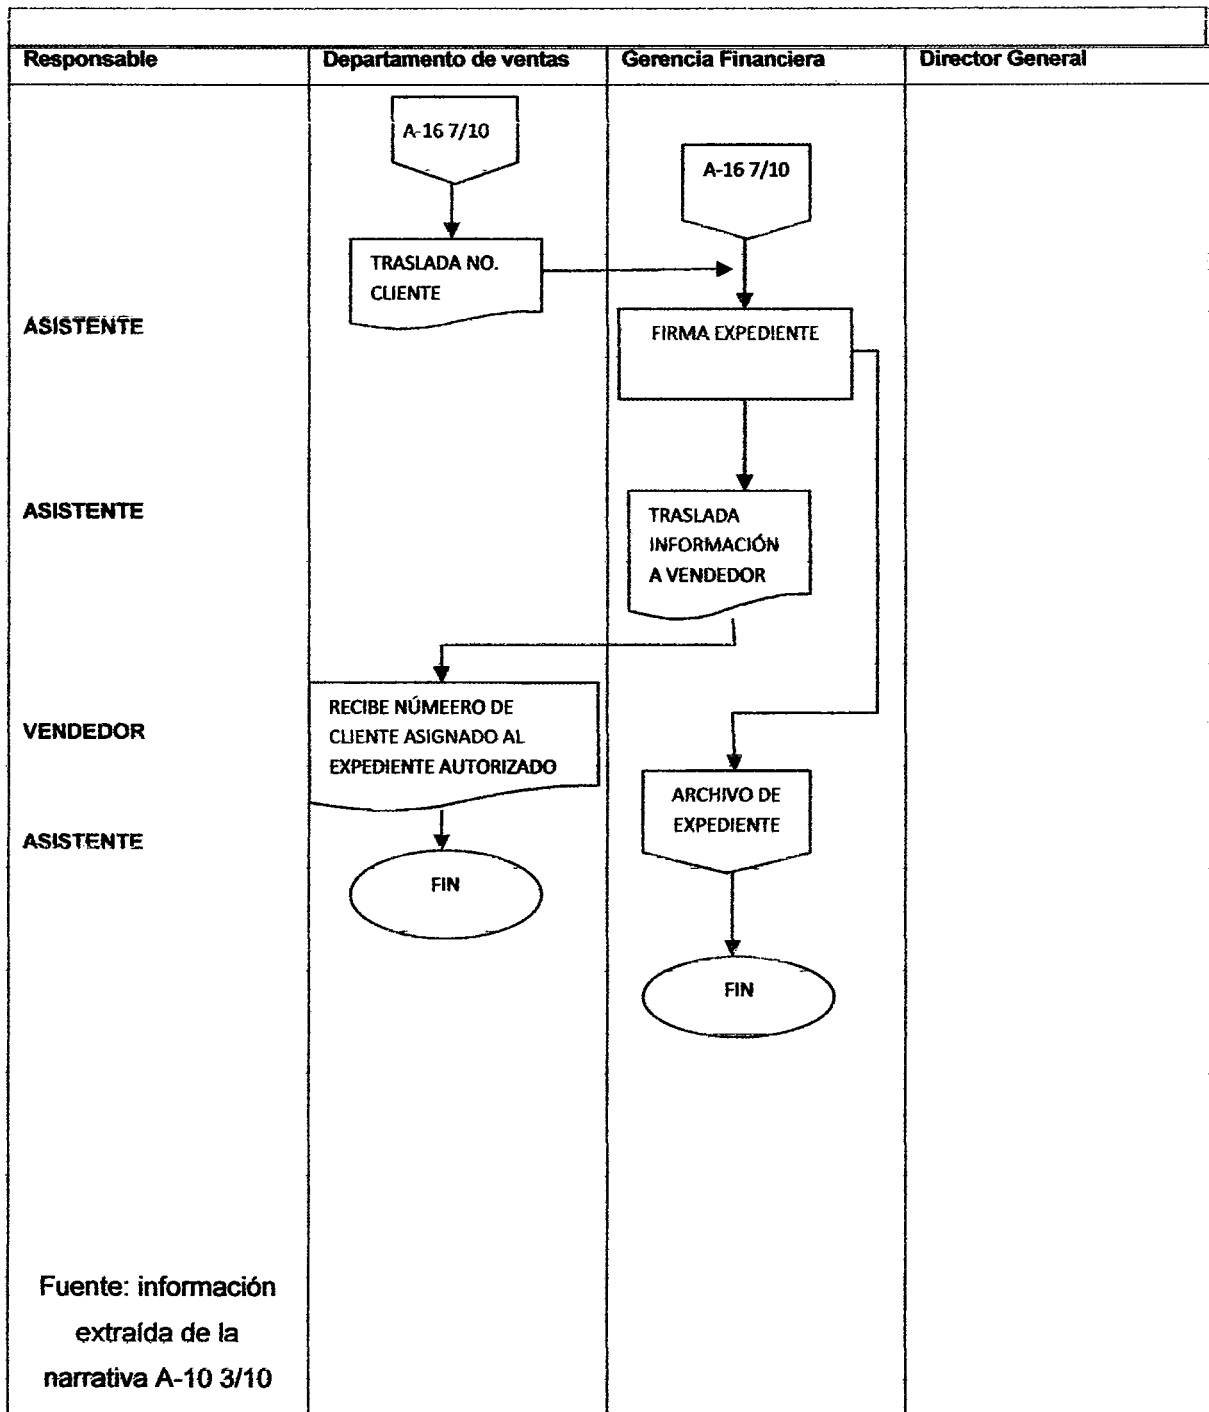 Responsable
Departamento de ventas
Gerencia Financiera
Director General
A-16 7/10
A-16 7/10
TRASLADA NO.
CLIENTE
ASISTENTE
FIRMA EXPEDIENTE
ASISTENTE
TRASLADA
INFORMACIÓN
A VENDEDOR
VENDEDOR
RECIBE NÚMEERO DE
CLIENTE ASIGNADO AL
EXPEDIENTE AUTORIZADO
ARCHIVO DE
EXPEDIENTE
ASISTENTE
FIN
FIN
Fuente: información
extraída de la
narrativa A-10 3/10